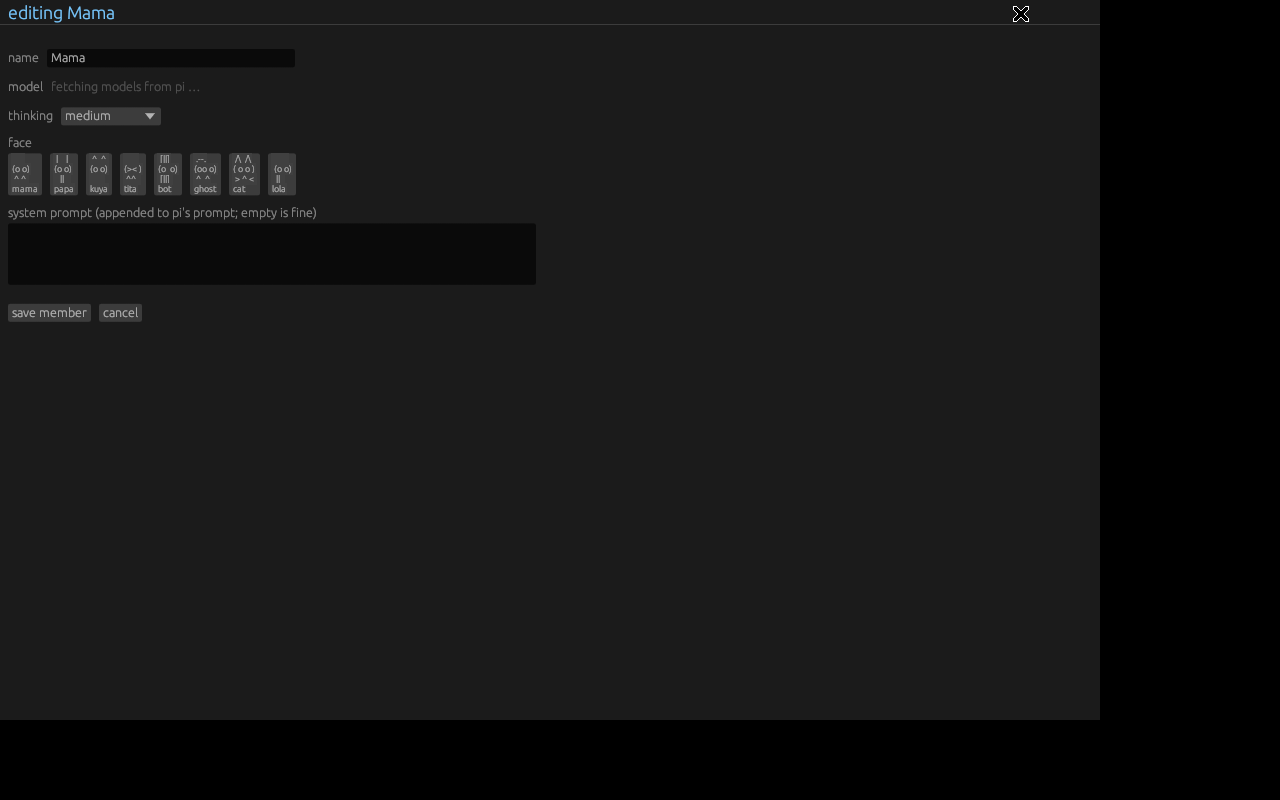 editing Mama
name Mama
model fetching models from pi ...
thinking medium
face
(o o) ^ ^ mama
| | (o o) || papa
^ ^ (o o) kuya
(>< ) ^^ tita
(o o) bot
.--. (oo o) ^ ^ ghost
/\ /\ ( o o ) > ^ < cat
(o o) || lola
system prompt (appended to pi's prompt; empty is fine)
save member cancel